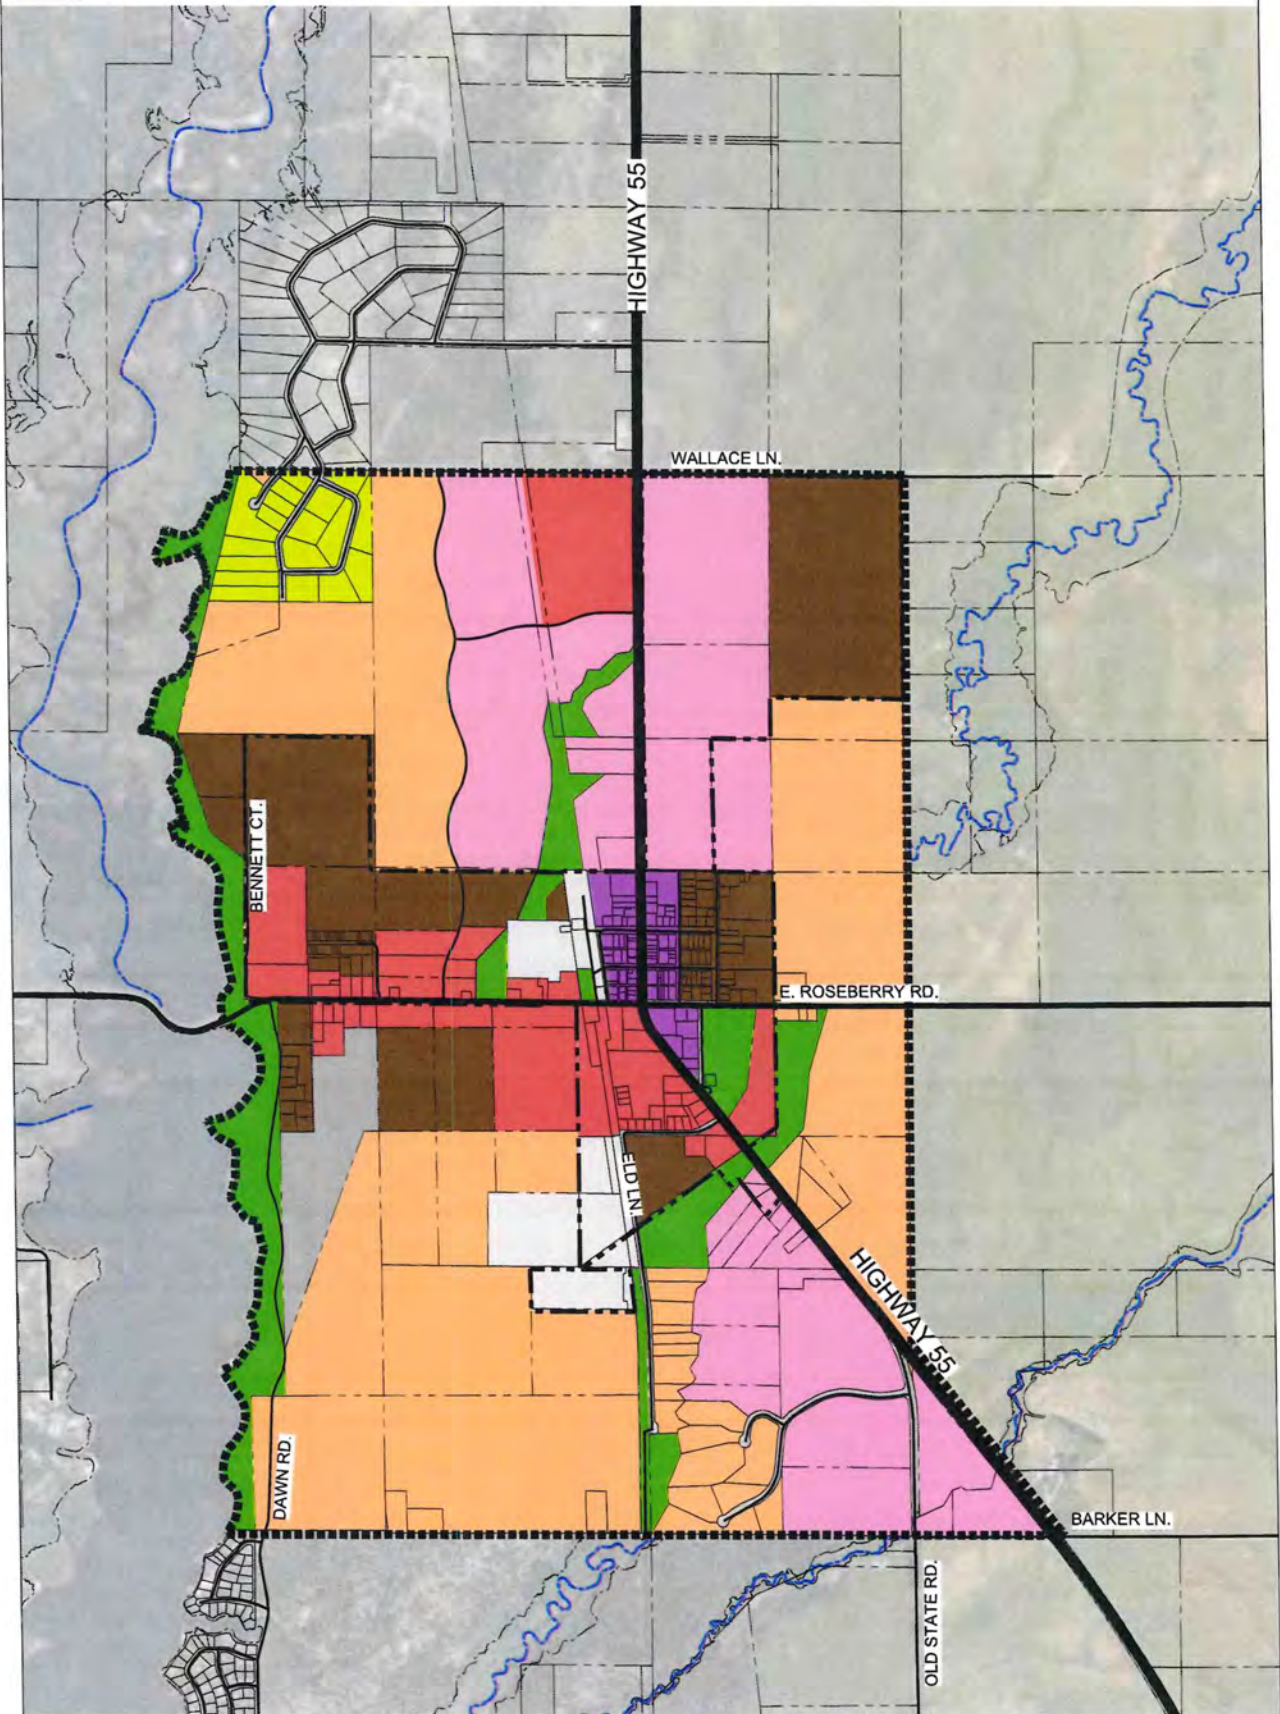 HIGHWAY 55
WALLACE LN.
BENNETT CT.
E. ROSEBERRY RD.
ELD LN.
HIGHWAY 55
DAWN RD.
BARKER LN.
OLD STATE RD.